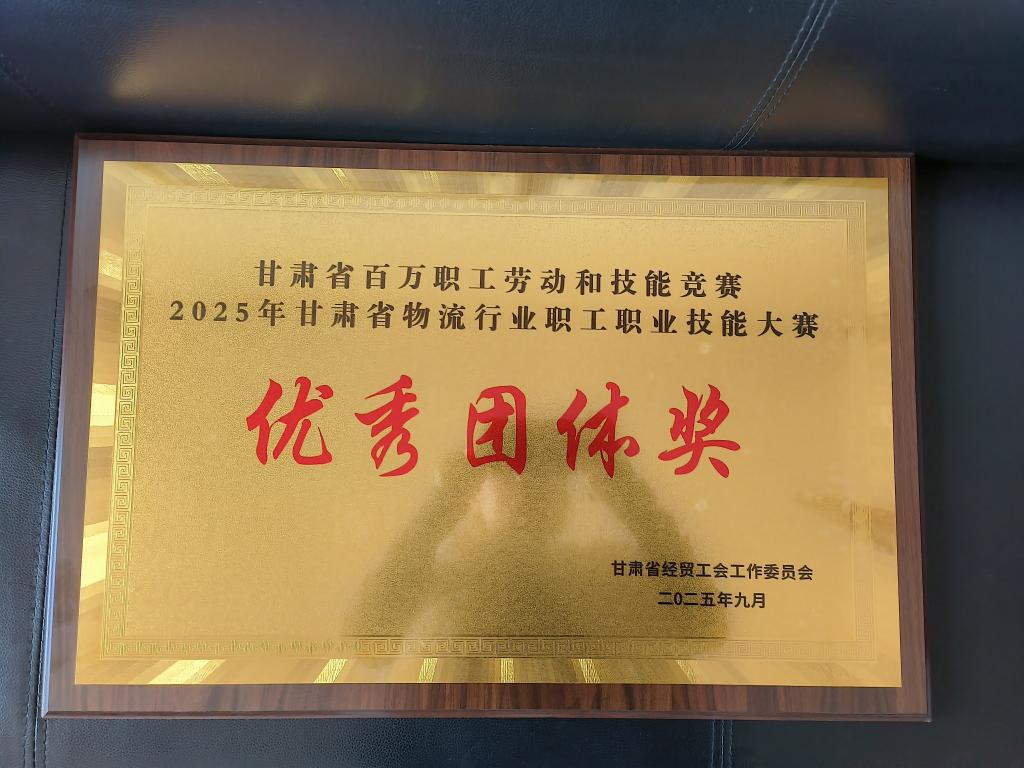 甘肃省百万职工劳动和技能竞赛
2025年甘肃省物流行业职工职业技能大赛
优秀团体奖
甘肃省经贸工会工作委员会
二0二五年九月